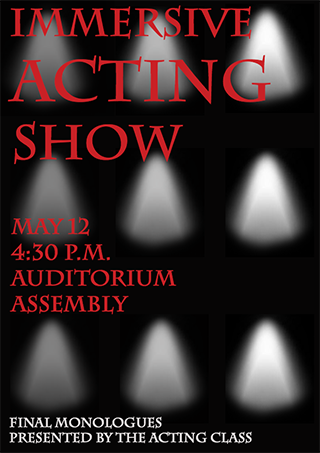 IMMERSIVE
ACTING
SHOW
MAY 12
4:30 P.M.
AUDITORIUM
ASSEMBLY
FINAL MONOLOGUES
PRESENTED BY THE ACTING CLASS